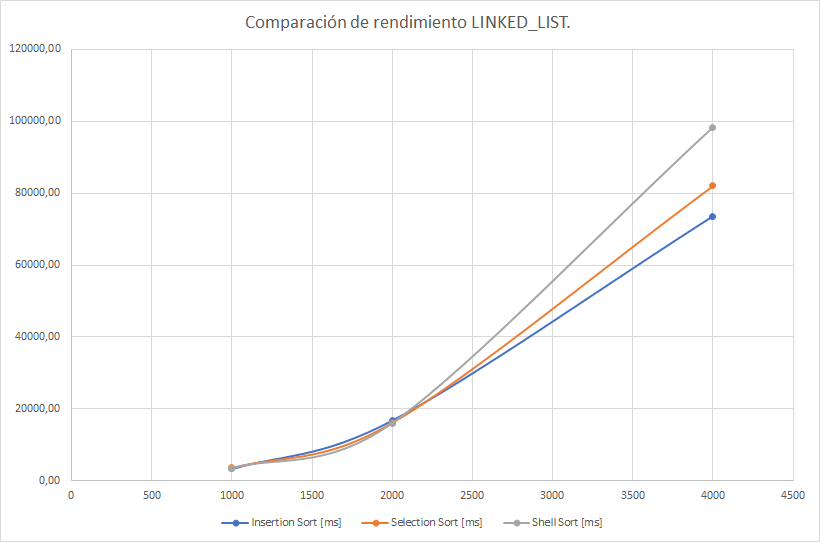 Comparación de rendimiento LINKED_LIST.
120000,00
100000,00
80000,00
60000,00
40000,00
20000,00
0,00
0 500 1000 1500 2000 2500 3000 3500 4000 4500
Insertion Sort [ms] Selection Sort [ms] Shell Sort [ms]